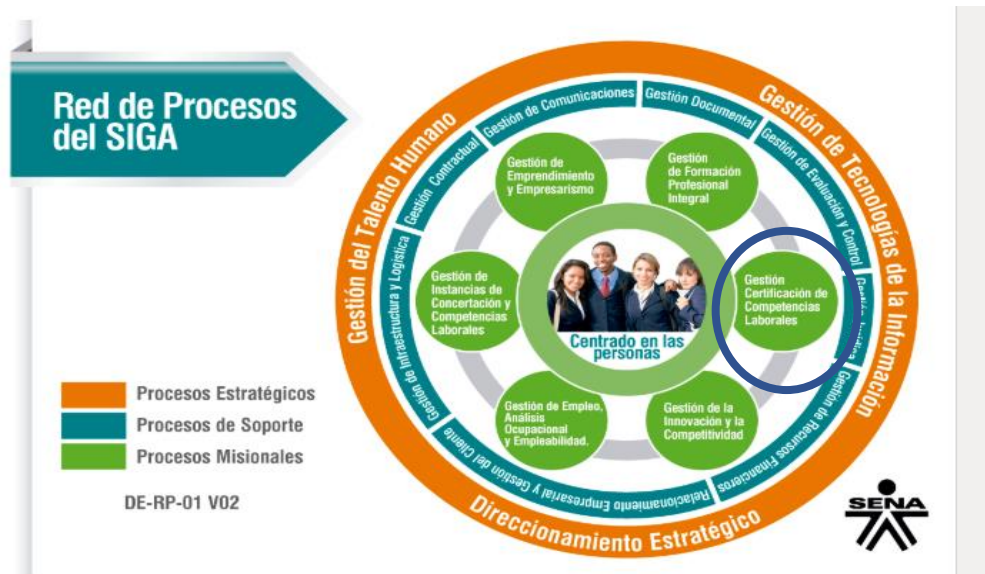 Red de Procesos
del SIGA
Gestión del Talento Humano
Gestión de Tecnologías de la Información
Direccionamiento Estratégico
Gestión de Infraestructura y Logística
Gestión Contractual
Gestión de Comunicaciones
Gestión Documental
Gestión de Evaluación y Control
Gestión
Gestión de Recursos Financieros
Relacionamiento Empresarial y Gestión del Cliente
Gestión de
Emprendimiento
y Empresarismo
Gestión
de Formación
Profesional
Integral
Gestión de
Instancias de
Concertación y
Competencias
Laborales
Gestión
Certificación de
Competencias
Laborales
Centrado en las
personas
Gestión de Empleo,
Análisis
Ocupacional
y Empleabilidad.
Gestión de la
Innovación y la
Competitividad
Procesos Estratégicos
Procesos de Soporte
Procesos Misionales
DE-RP-01 V02
SENA